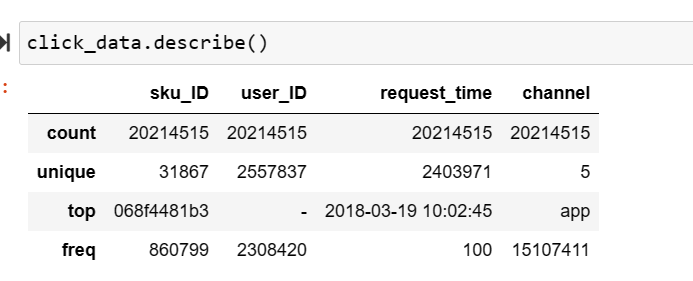 click_data.describe()
:
sku_ID user_ID request_time channel
count 20214515 20214515 20214515 20214515
unique 31867 2557837 2403971 5
top 068f4481b3 - 2018-03-19 10:02:45 app
freq 860799 2308420 100 15107411